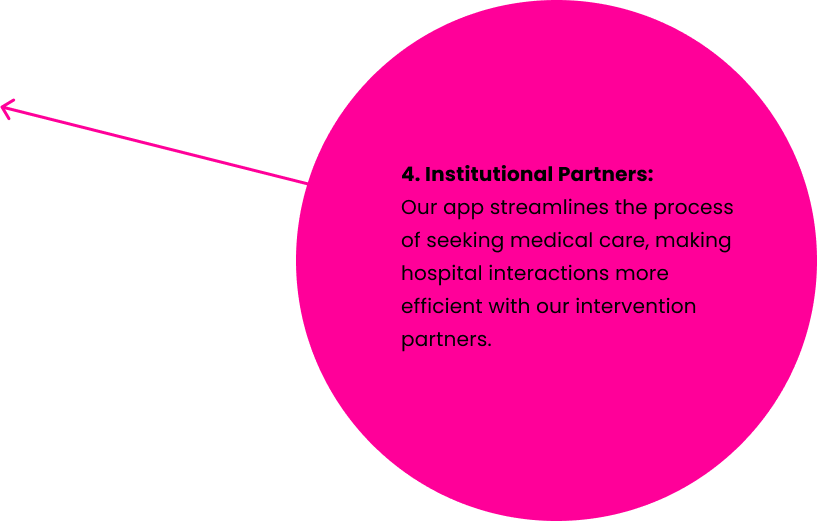 4. Institutional Partners:
Our app streamlines the process
of seeking medical care, making
hospital interactions more
efficient with our intervention
partners.